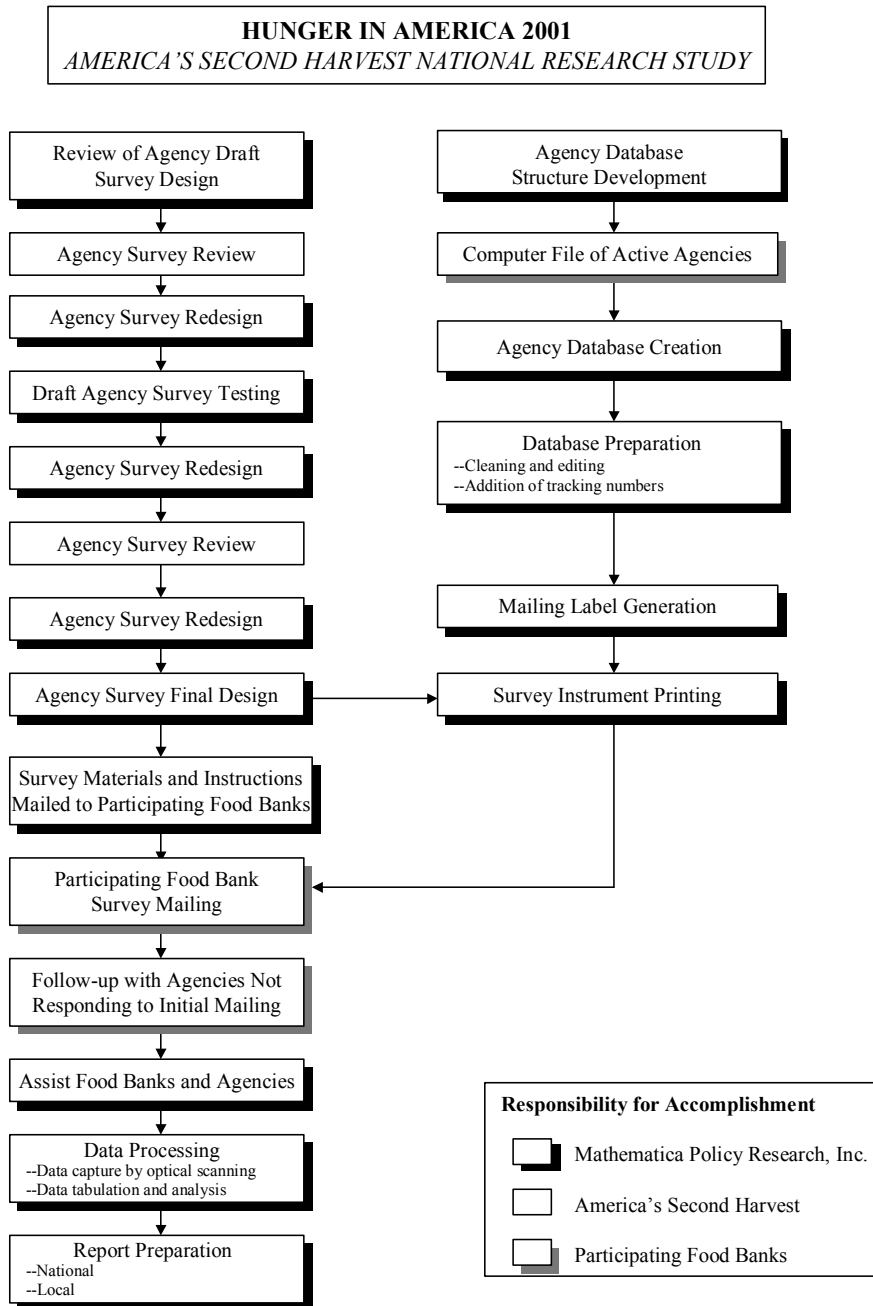 HUNGER IN AMERICA 2001
AMERICA'S SECOND HARVEST NATIONAL RESEARCH STUDY
Review of Agency Draft
Survey Design
Agency Survey Review
Agency Survey Redesign
Draft Agency Survey Testing
Agency Survey Redesign
Agency Survey Review
Agency Survey Redesign
Agency Survey Final Design
Survey Materials and Instructions
Mailed to Participating Food Banks
Participating Food Bank
Survey Mailing
Follow-up with Agencies Not
Responding to Initial Mailing
Assist Food Banks and Agencies
Data Processing
--Data capture by optical scanning
--Data tabulation and analysis
Report Preparation
--National
--Local
Agency Database
Structure Development
Computer File of Active Agencies
Agency Database Creation
Database Preparation
--Cleaning and editing
--Addition of tracking numbers
Mailing Label Generation
Survey Instrument Printing
Responsibility for Accomplishment
Mathematica Policy Research, Inc.
America's Second Harvest
Participating Food Banks